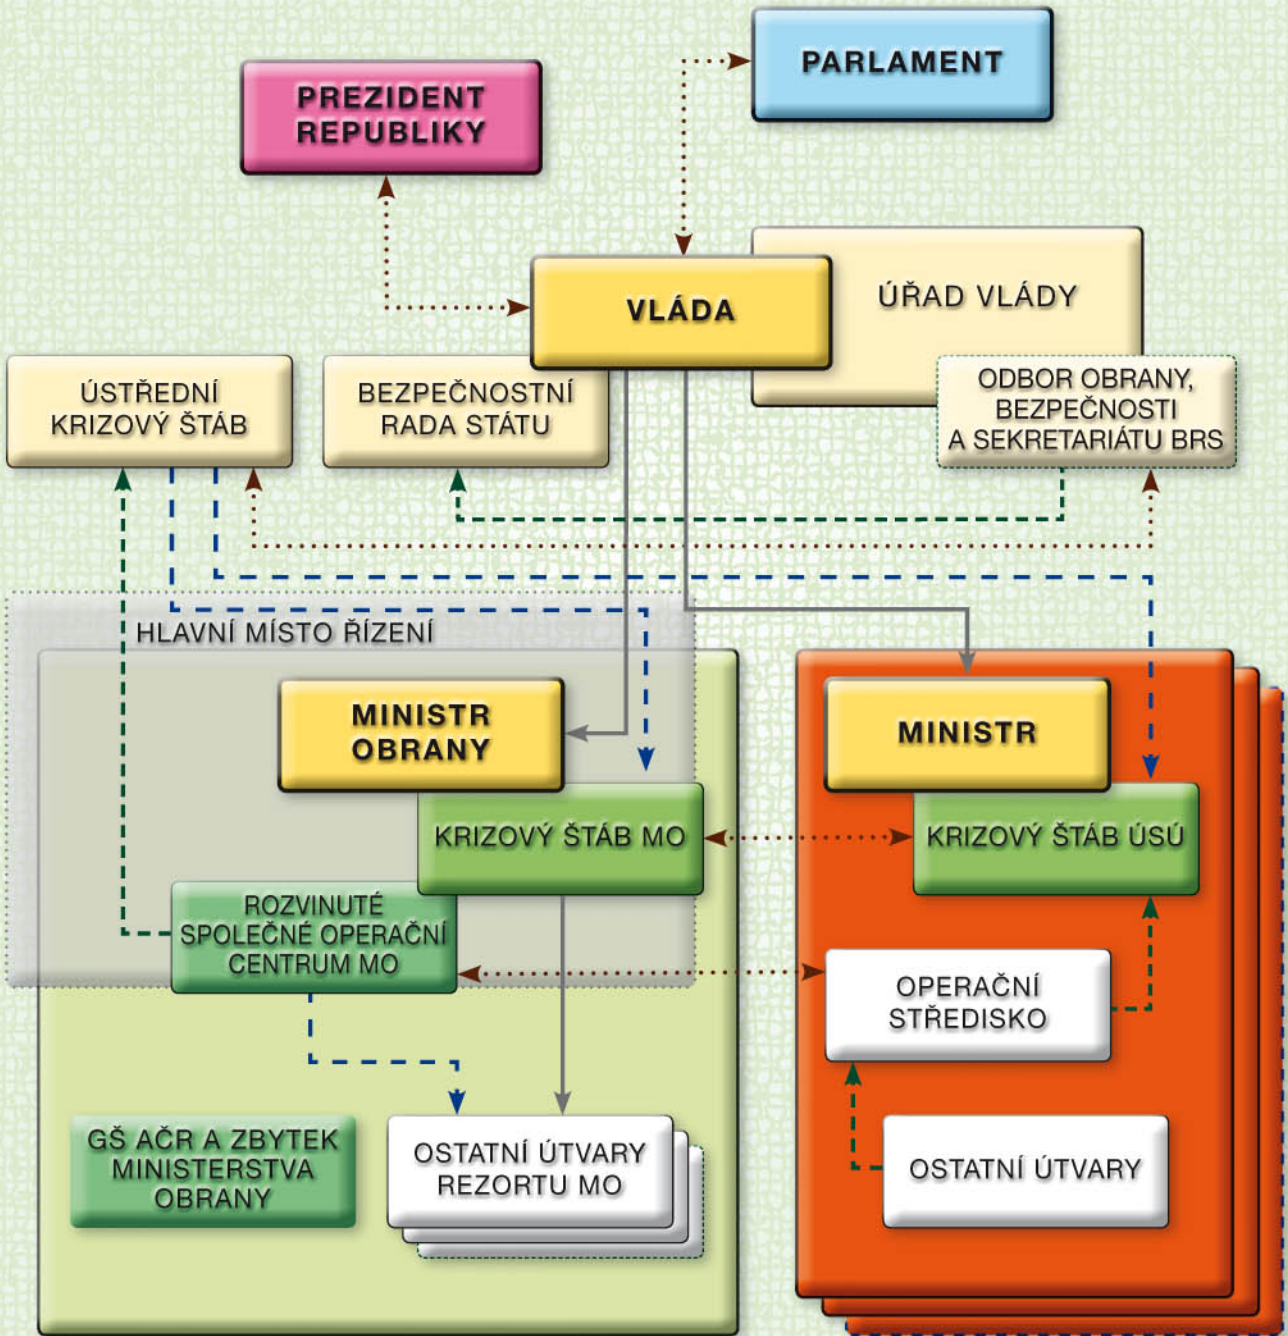 PARLAMENT
PREZIDENT
REPUBLIKY
VLÁDA
ÚŘAD VLÁDY
ÚSTŘEDNÍ
KRIZOVÝ ŠTÁB
BEZPEČNOSTNÍ
RADA STÁTU
ODBOR OBRANY,
BEZPEČNOSTI
A SEKRETARIÁTU BRS
HLAVNÍ MÍSTO ŘÍZENÍ
MINISTR
OBRANY
KRIZOVÝ ŠTÁB MO
ROZVINUTÉ
SPOLEČNÉ OPERAČNÍ
CENTRUM MO
GŠ AČR A ZBYTEK
MINISTERSTVA
OBRANY
OSTATNÍ ÚTVARY
REZORTU MO
MINISTR
KRIZOVÝ ŠTÁB ÚSÚ
OPERAČNÍ
STŘEDISKO
OSTATNÍ ÚTVARY